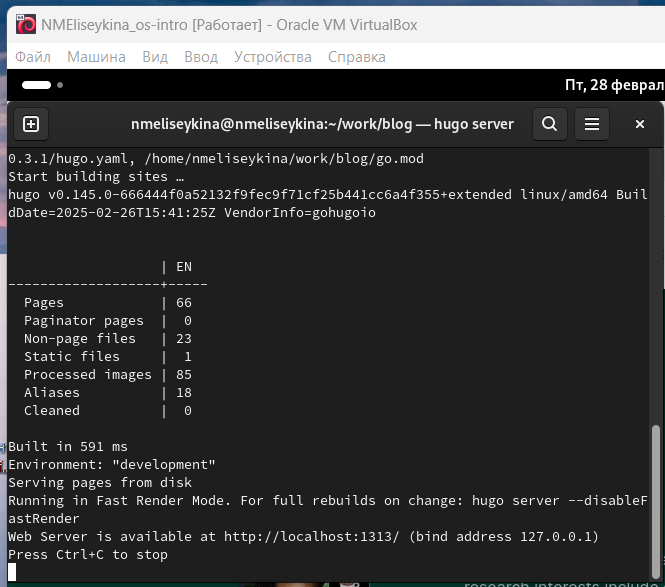 NMEliseykina_os-intro [Работает] - Oracle VM VirtualBox
Файл Машина Вид Ввод Устройства Справка
Пт, 28 феврал
nmeliseykina@nmeliseykina:~/work/blog — hugo server
0.3.1/hugo.yaml, /home/nmeliseykina/work/blog/go.mod
Start building sites …
hugo v0.145.0-666444f0a52132f9fec9f71cf25b441cc6a4f355+extended linux/amd64 Buil
dDate=2025-02-26T15:41:25Z VendorInfo=gohugoio
| EN
-------------------+-----
Pages | 66
Paginator pages | 0
Non-page files | 23
Static files | 1
Processed images | 85
Aliases | 18
Cleaned | 0
Built in 591 ms
Environment: "development"
Serving pages from disk
Running in Fast Render Mode. For full rebuilds on change: hugo server --disableF
astRender
Web Server is available at http://localhost:1313/ (bind address 127.0.0.1)
Press Ctrl+C to stop
research interests include